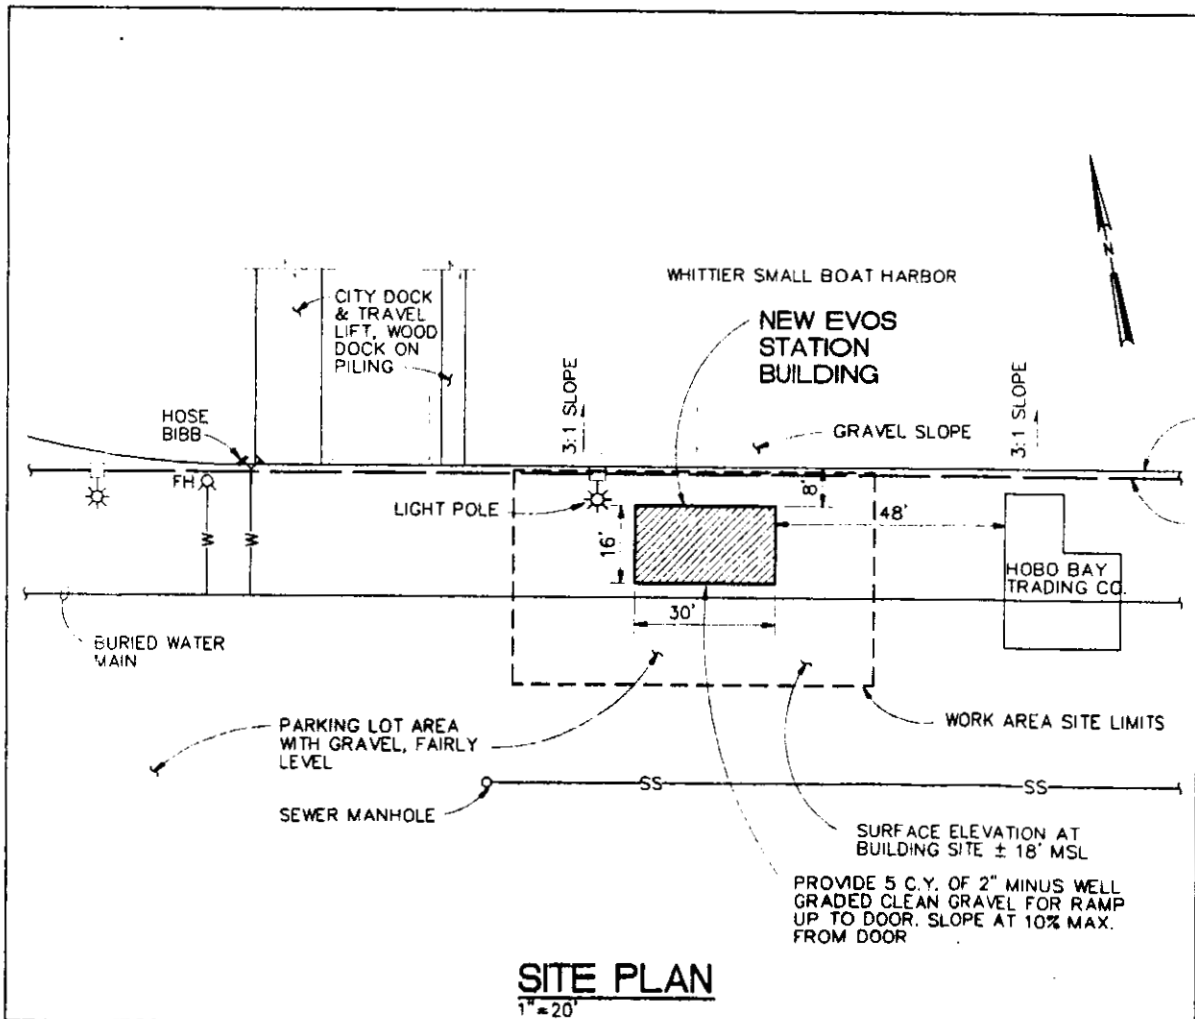 N
WHITTIER SMALL BOAT HARBOR
CITY DOCK
& TRAVEL
LIFT, WOOD
DOCK ON
PILING
NEW EVOS
STATION
BUILDING
3:1 SLOPE
3:1 SLOPE
HOSE
BIBB
GRAVEL SLOPE
FH
LIGHT POLE
8'
48'
16'
W
W
HOBO BAY
TRADING CO.
30'
BURIED WATER
MAIN
PARKING LOT AREA
WITH GRAVEL, FAIRLY
LEVEL
WORK AREA SITE LIMITS
SS
SS
SEWER MANHOLE
SURFACE ELEVATION AT
BUILDING SITE ± 18' MSL
PROVIDE 5 C.Y. OF 2" MINUS WELL
GRADED CLEAN GRAVEL FOR RAMP
UP TO DOOR. SLOPE AT 10% MAX.
FROM DOOR
SITE PLAN
1"=20'